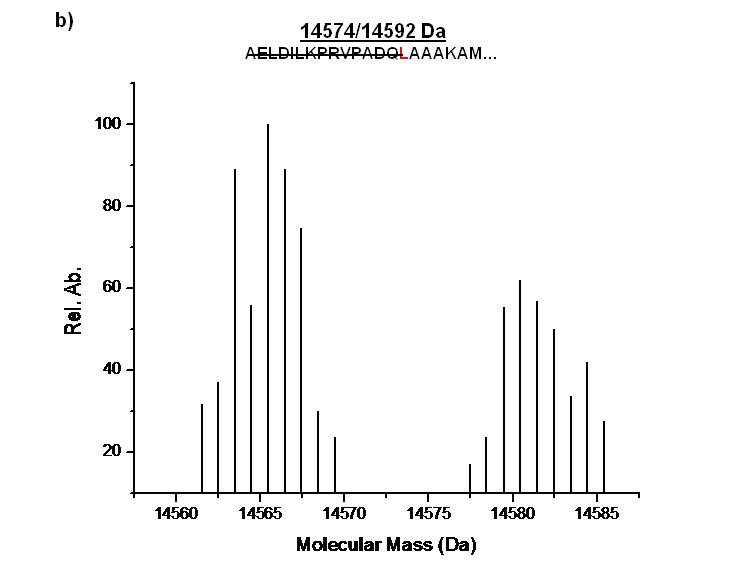 b)
14574/14592 Da
AELDILKPRVPADQLAAAKAM...
100
80
60
40
20
Rel. Ab.
14560 14565 14570 14575 14580 14585
Molecular Mass (Da)